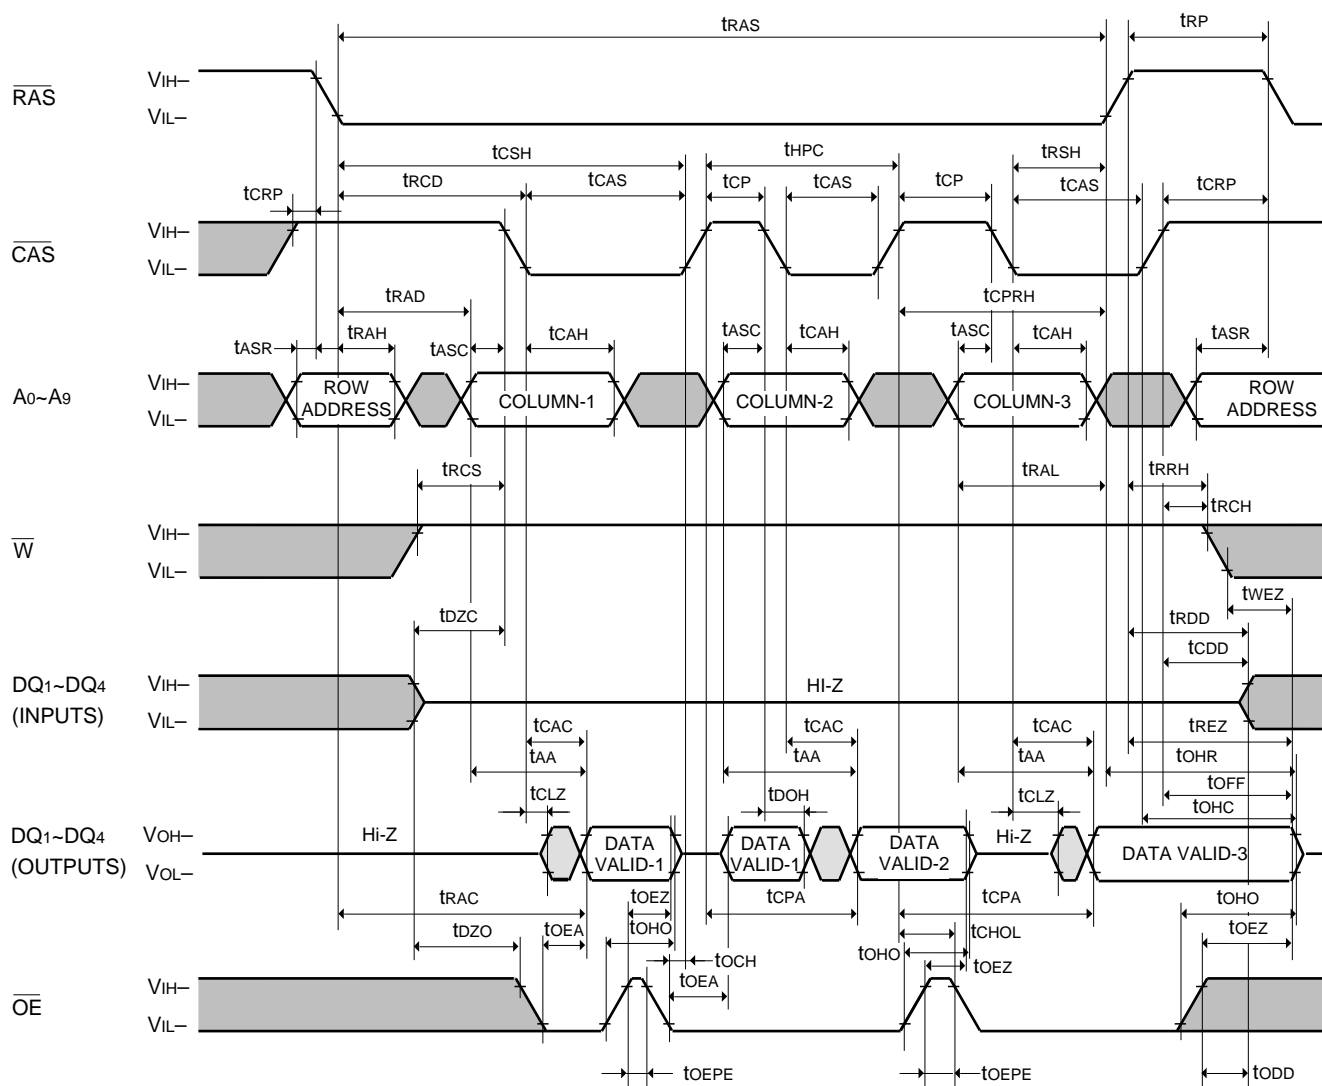 tRAS tRP
RAS VIH–
VIL–
tCSH tHPC tRSH
tRCD tCAS tCP tCAS tCP tCAS tCRP
tCRP
CAS VIH–
VIL–
tRAD tCPRH
tASR tRAH tASC tCAH tASC tCAH tASC tCAH tASR
A0~A9 VIH–
VIL–
ROW ADDRESS COLUMN-1 COLUMN-2 COLUMN-3 ROW ADDRESS
tRCS tRAL tRRH
tRCH
W VIH–
VIL–
tWEZ
tDZC tRDD
tCDD
DQ1~DQ4 (INPUTS) VIH–
VIL–
HI-Z
tCAC tCAC tCAC tREZ
tAA tAA tAA tOHR
tOFF
tCLZ tDOH tCLZ tOHC
DQ1~DQ4 (OUTPUTS) VOH–
VOL–
Hi-Z DATA VALID-1 DATA VALID-1 DATA VALID-2 Hi-Z DATA VALID-3
tRAC tOEZ tCPA tCPA tOHO
tDZO tOEA tOHO tCHOL tOEZ
tOCH tOHO tOEZ
tOEA
OE VIH–
VIL–
tOEPE tOEPE tODD